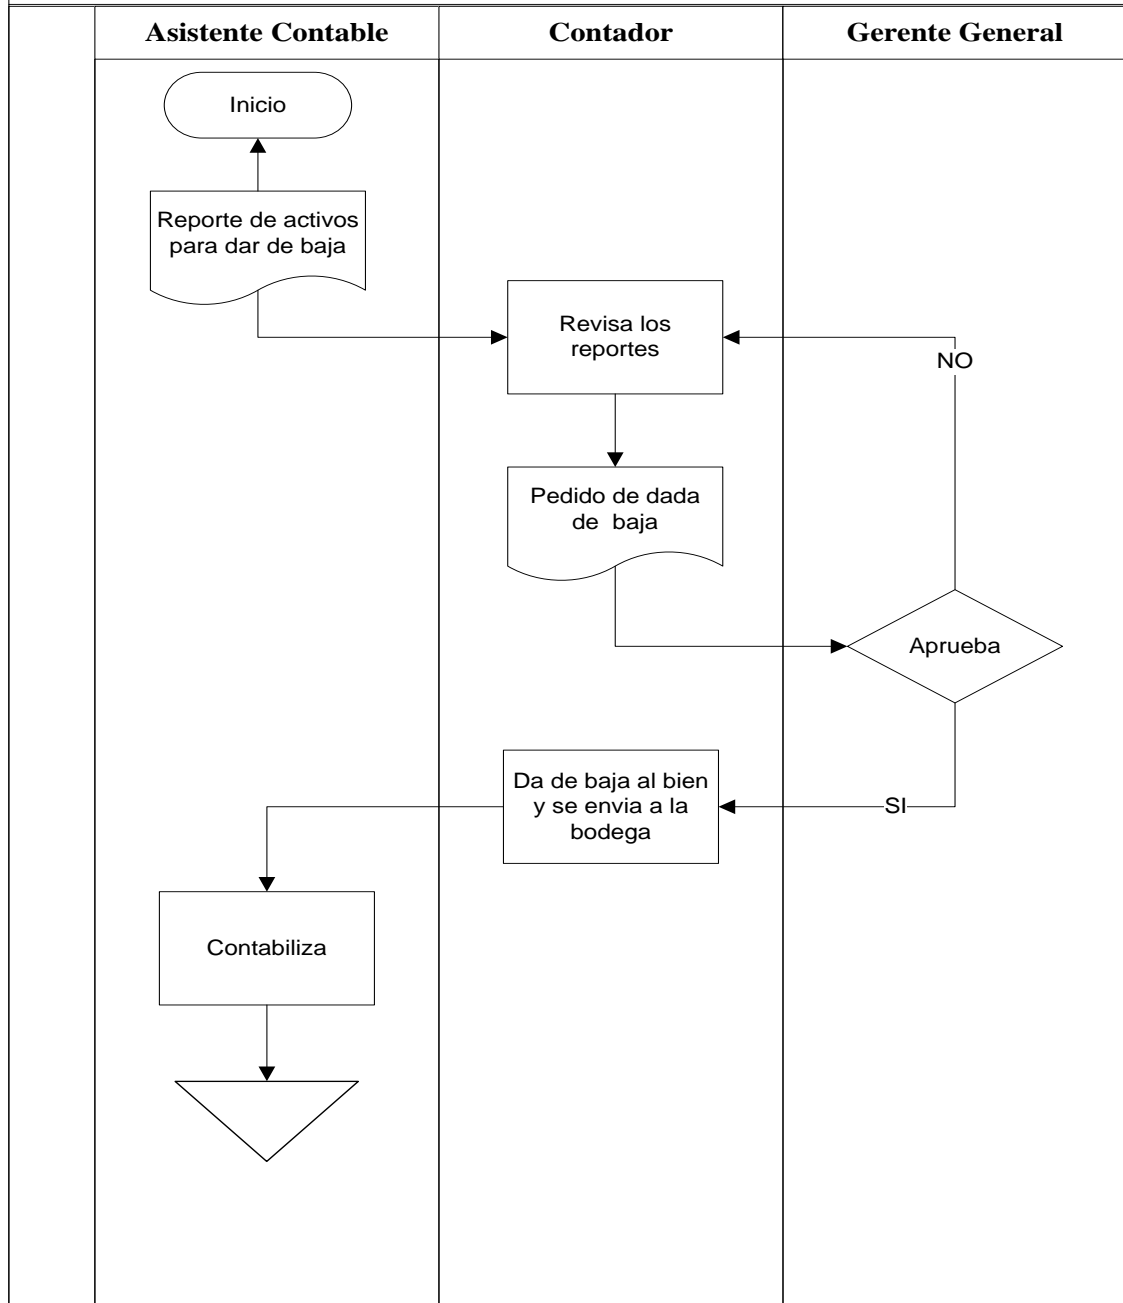 Asistente Contable
Contador
Gerente General
Inicio
Reporte de activos
para dar de baja
Revisa los
reportes
NO
Pedido de dada
de baja
Aprueba
Da de baja al bien
y se envia a la
bodega
SI
Contabiliza